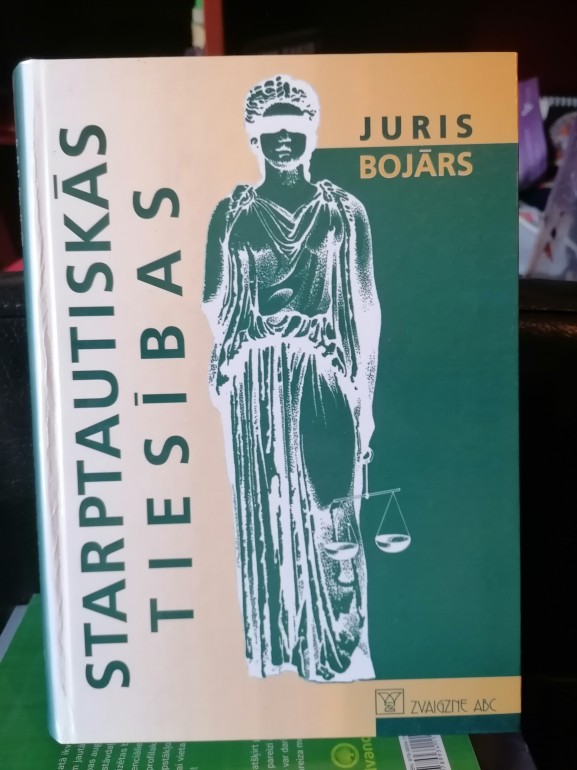 STARPTAUTISKĀS
TIESĪBAS
JURIS
BOJĀRS
ZVAIGZNE ABC